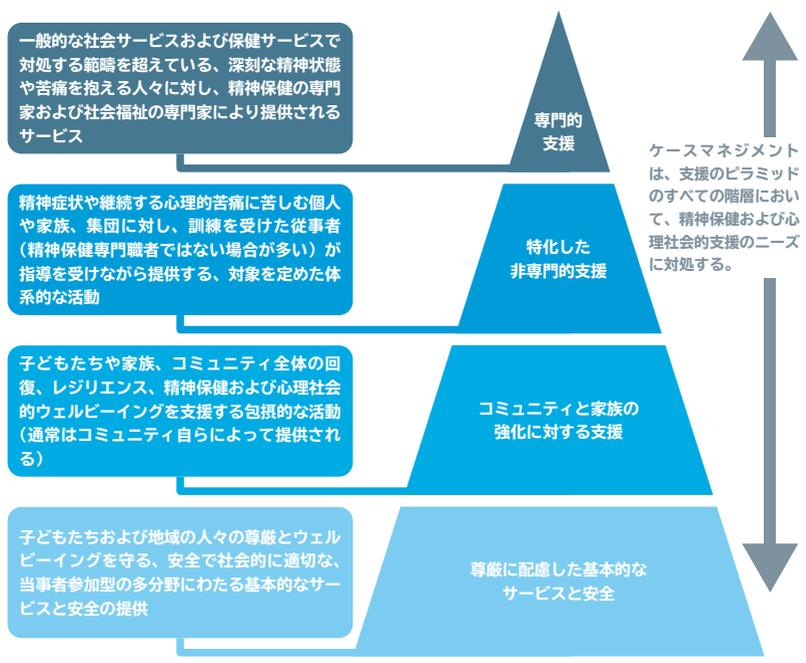 一般的な社会サービスおよび保健サービスで
対処する範疇を超えている、深刻な精神状態
や苦痛を抱える人々に対し、精神保健の専門
家および社会福祉の専門家により提供される
サービス
専門的
支援
ケースマネジメント
は、支援のピラミッド
のすべての階層におい
て、精神保健および心
理社会的支援のニーズ
に対処する。
精神症状や継続する心理的苦痛に苦しむ個人
や家族、集団に対し、訓練を受けた従事者
（精神保健専門職者ではない場合が多い）が
指導を受けながら提供する、対象を定めた体
系的な活動
特化した
非専門的支援
子どもたちや家族、コミュニティ全体の回
復、レジリエンス、精神保健および心理社会
的ウェルビーイングを支援する包摂的な活動
（通常はコミュニティ自らによって提供され
る）
コミュニティと家族の
強化に対する支援
子どもたちおよび地域の人々の尊厳とウェル
ビーイングを守る、安全で社会的に適切な、
当事者参加型の多分野にわたる基本的なサー
ビスと安全の提供
尊厳に配慮した基本的な
サービスと安全